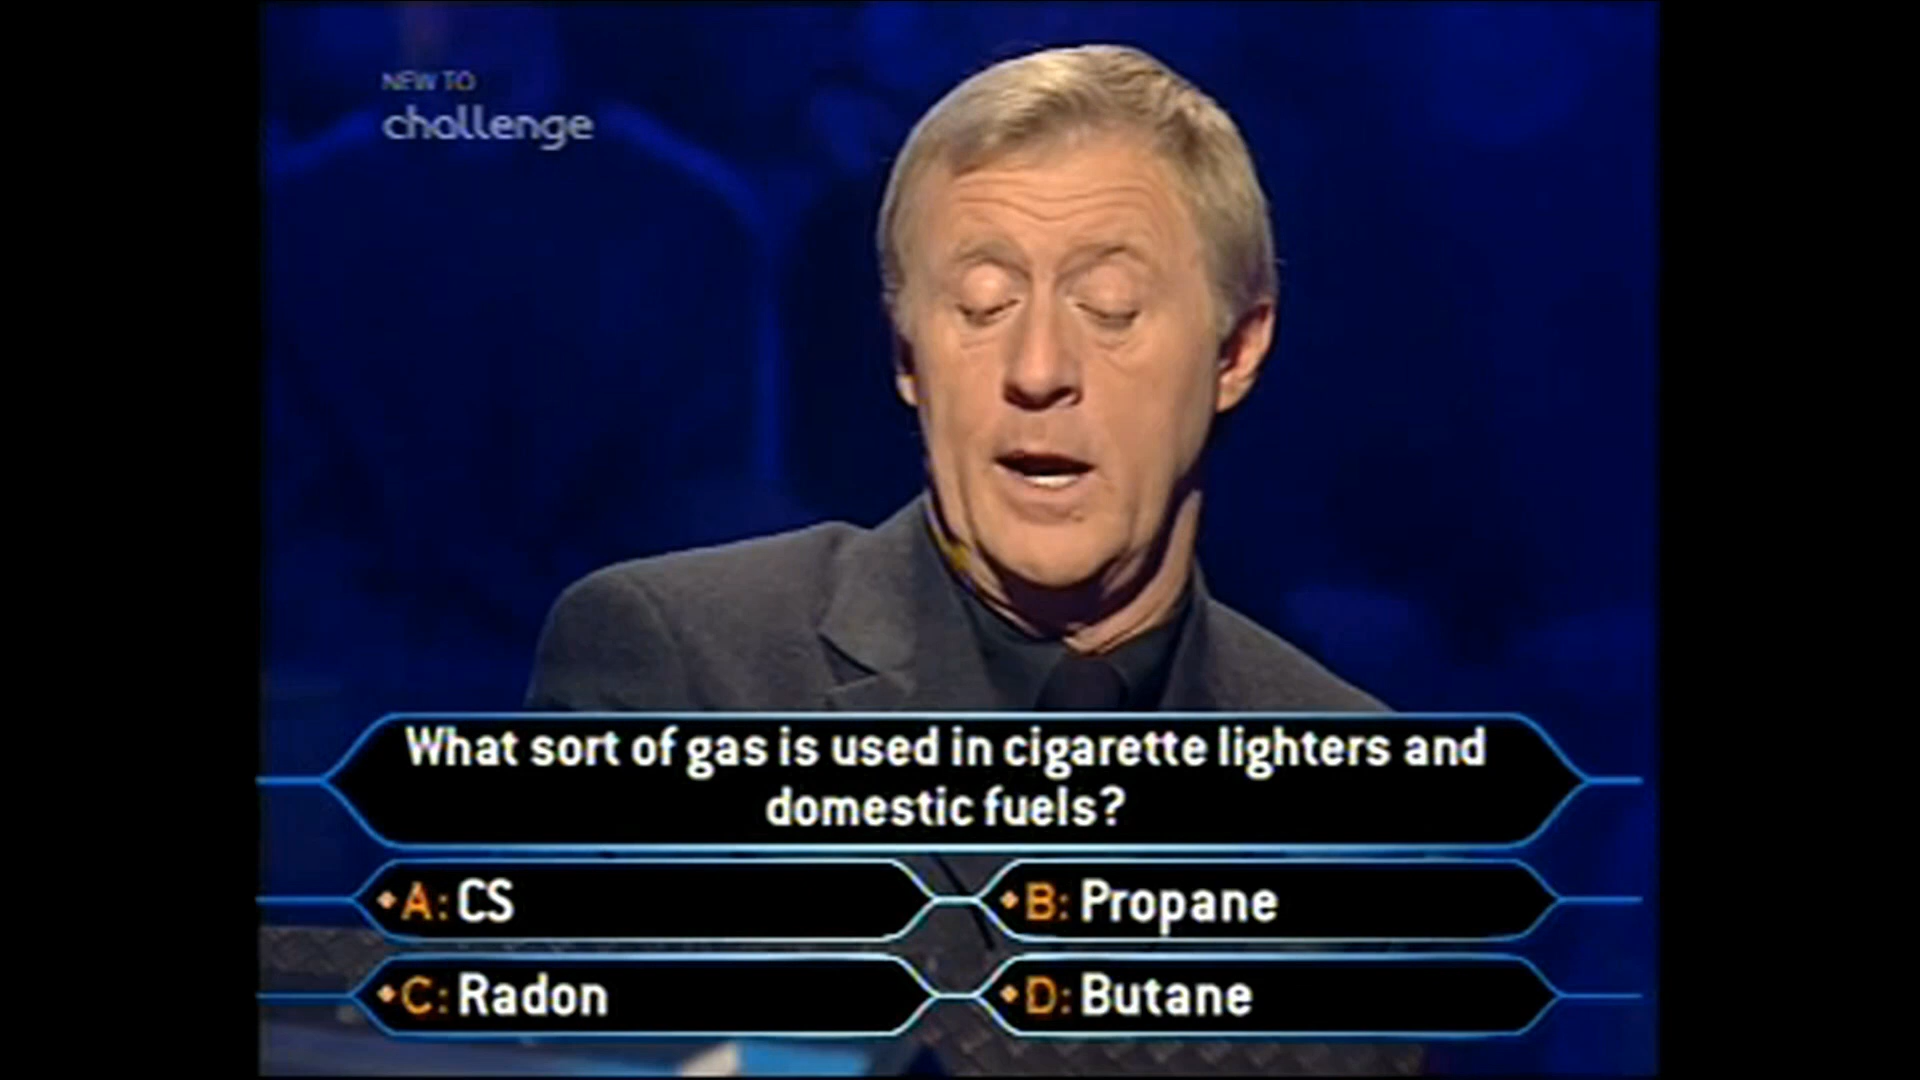 NEW TO
challenge
What sort of gas is used in cigarette lighters and
domestic fuels?
A: CS
B: Propane
C: Radon
D: Butane